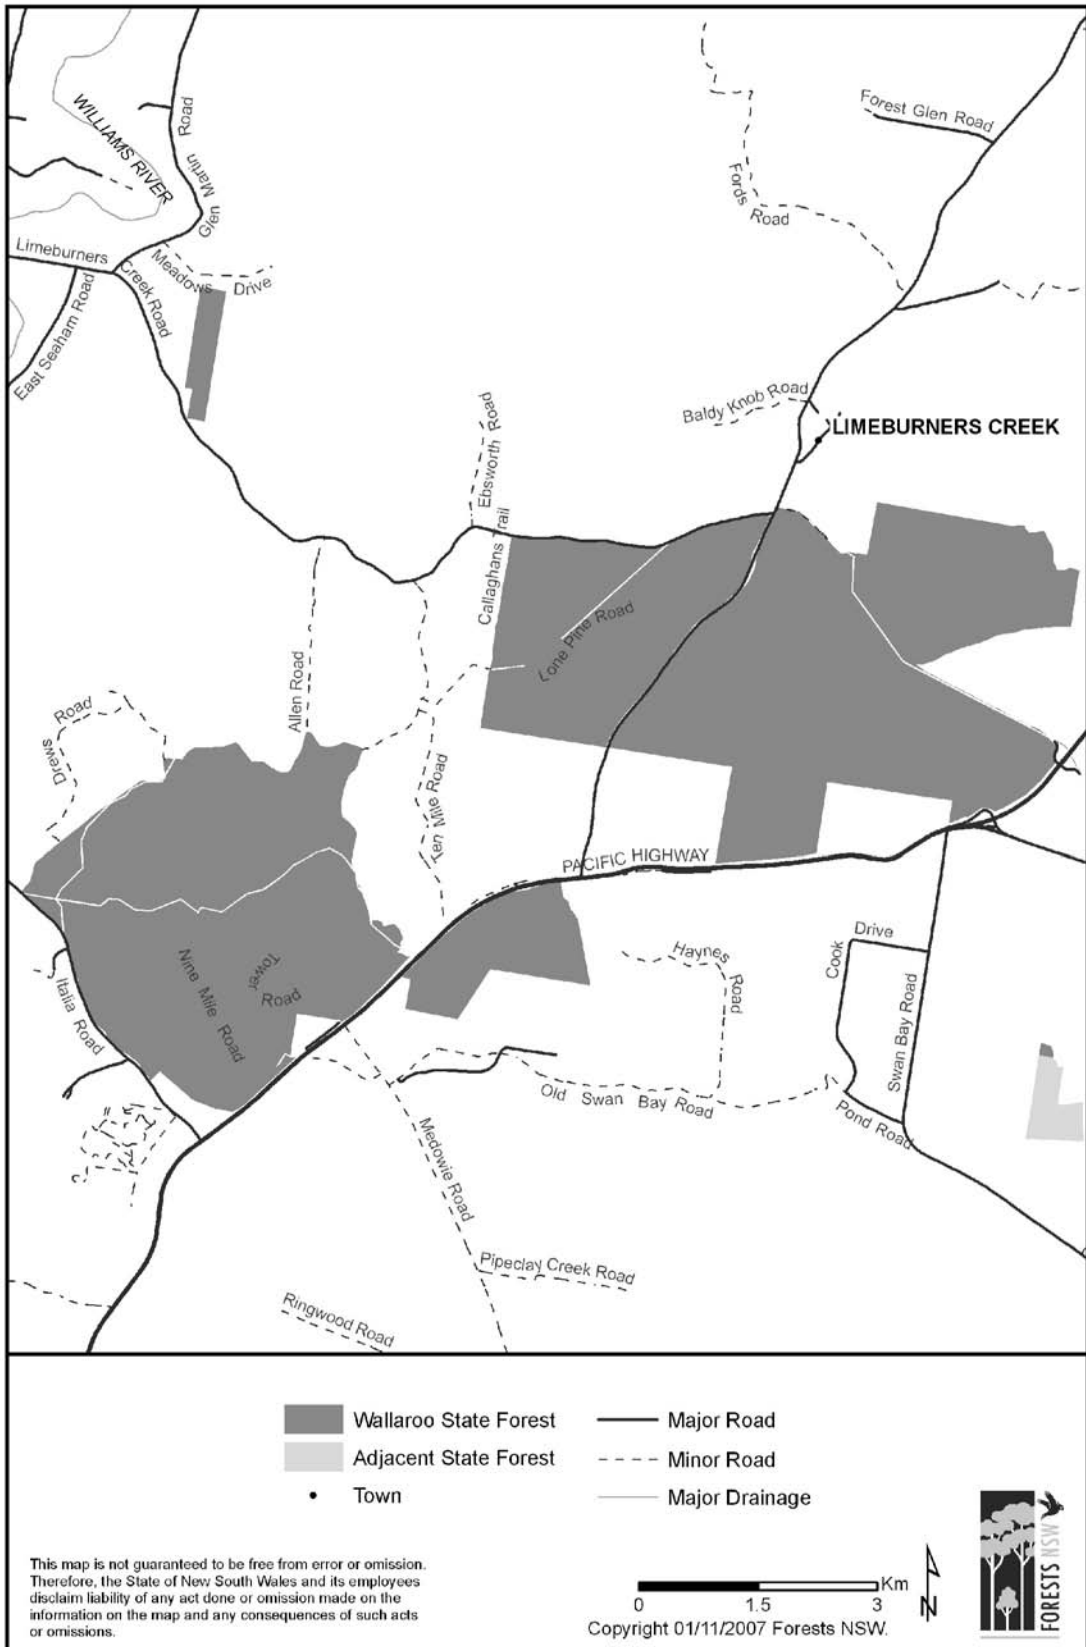 WILLIAMS RIVER
Glen Martin Road
Forest Glen Road
Fords Road
Limeburners Creek Road
Meadows Drive
East Seaham Road
Baldy Knob Road
LIMEBURNERS CREEK
Ebsworth Road
Callaghans Trail
Lone Pine Road
Allen Road
Drews Road
Ten Mile Road
PACIFIC HIGHWAY
Nine Mile Road
Tower Road
Italia Road
Haynes Road
Cook Drive
Swan Bay Road
Old Swan Bay Road
Pond Road
Medowie Road
Pipeclay Creek Road
Ringwood Road
Wallaroo State Forest
Adjacent State Forest
Town
Major Road
Minor Road
Major Drainage
This map is not guaranteed to be free from error or omission.
Therefore, the State of New South Wales and its employees
disclaim liability of any act done or omission made on the
information on the map and any consequences of such acts
or omissions.
Km
0 1.5 3
Copyright 01/11/2007 Forests NSW.
N
FORESTS NSW